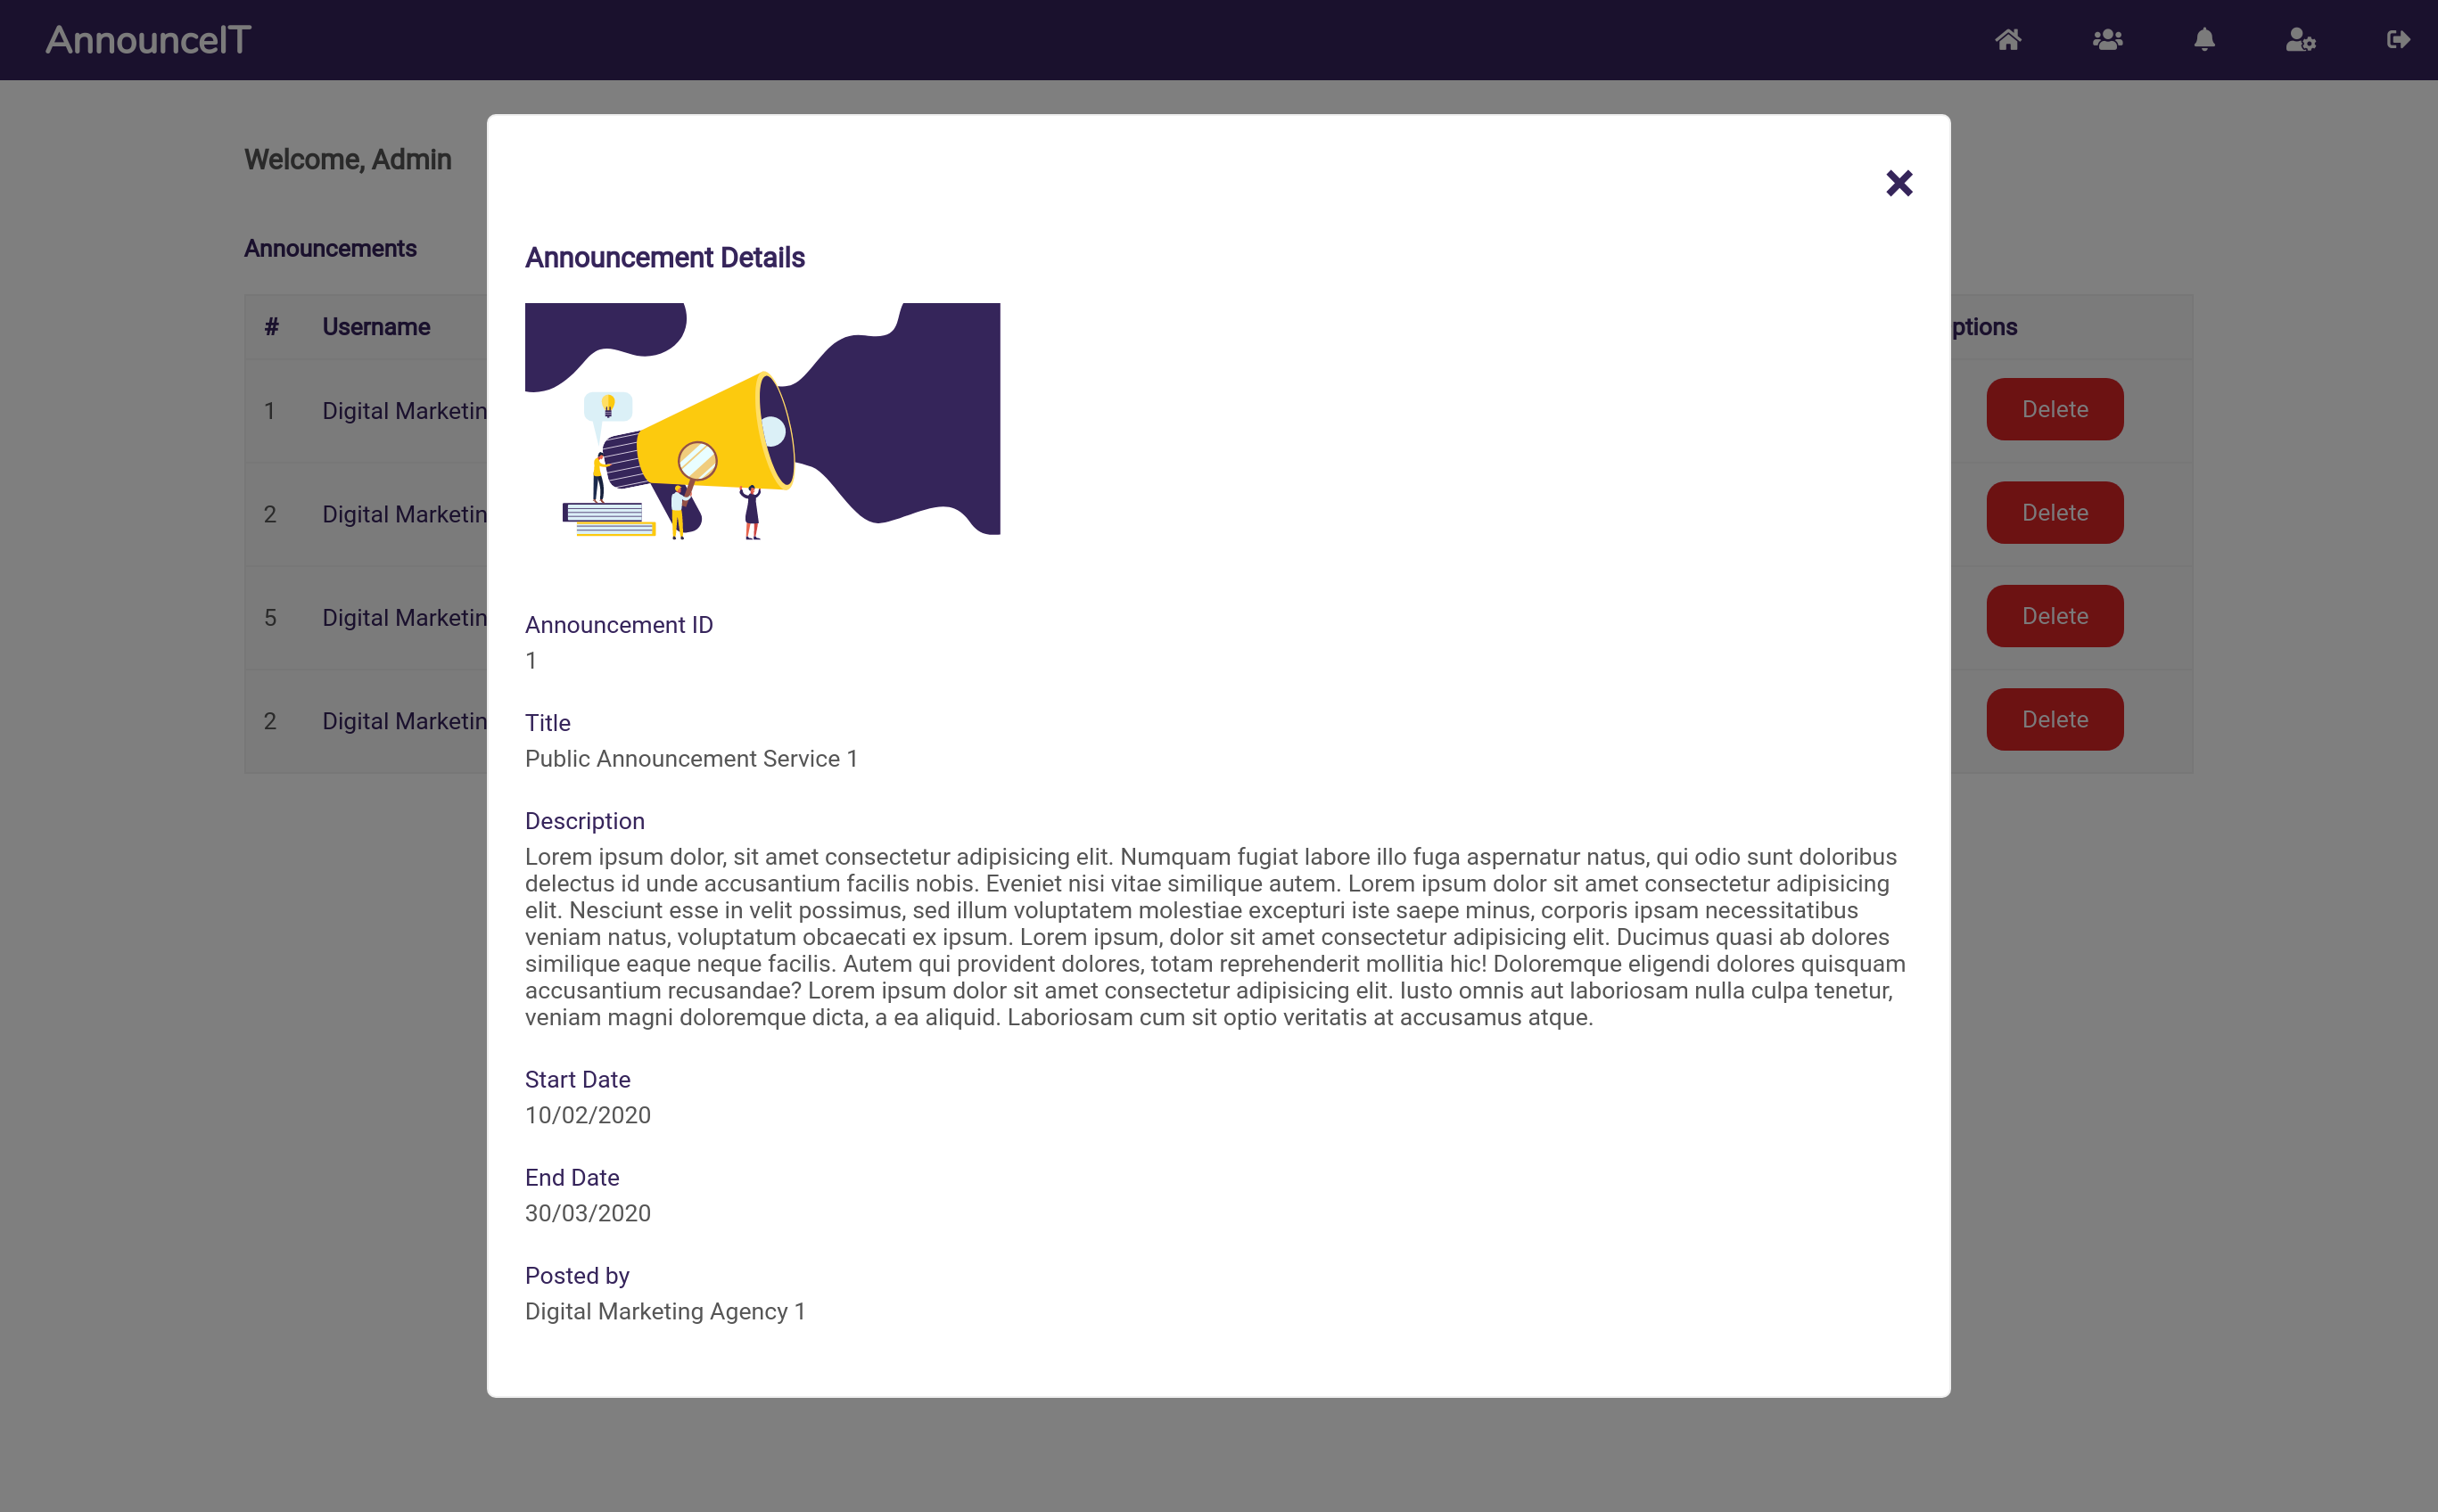 AnnounceIT
Welcome, Admin
Announcements
# Username
ptions
1 Digital Marketin
Delete
2 Digital Marketin
Delete
5 Digital Marketin
Delete
2 Digital Marketin
Delete
Announcement Details
Announcement ID
1
Title
Public Announcement Service 1
Description
Lorem ipsum dolor, sit amet consectetur adipisicing elit. Numquam fugiat labore illo fuga aspernatur natus, qui odio sunt doloribus
delectus id unde accusantium facilis nobis. Eveniet nisi vitae similique autem. Lorem ipsum dolor sit amet consectetur adipisicing
elit. Nesciunt esse in velit possimus, sed illum voluptatem molestiae excepturi iste saepe minus, corporis ipsam necessitatibus
veniam natus, voluptatum obcaecati ex ipsum. Lorem ipsum, dolor sit amet consectetur adipisicing elit. Ducimus quasi ab dolores
similique eaque neque facilis. Autem qui provident dolores, totam reprehenderit mollitia hic! Doloremque eligendi dolores quisquam
accusantium recusandae? Lorem ipsum dolor sit amet consectetur adipisicing elit. Iusto omnis aut laboriosam nulla culpa tenetur,
veniam magni doloremque dicta, a ea aliquid. Laboriosam cum sit optio veritatis at accusamus atque.
Start Date
10/02/2020
End Date
30/03/2020
Posted by
Digital Marketing Agency 1